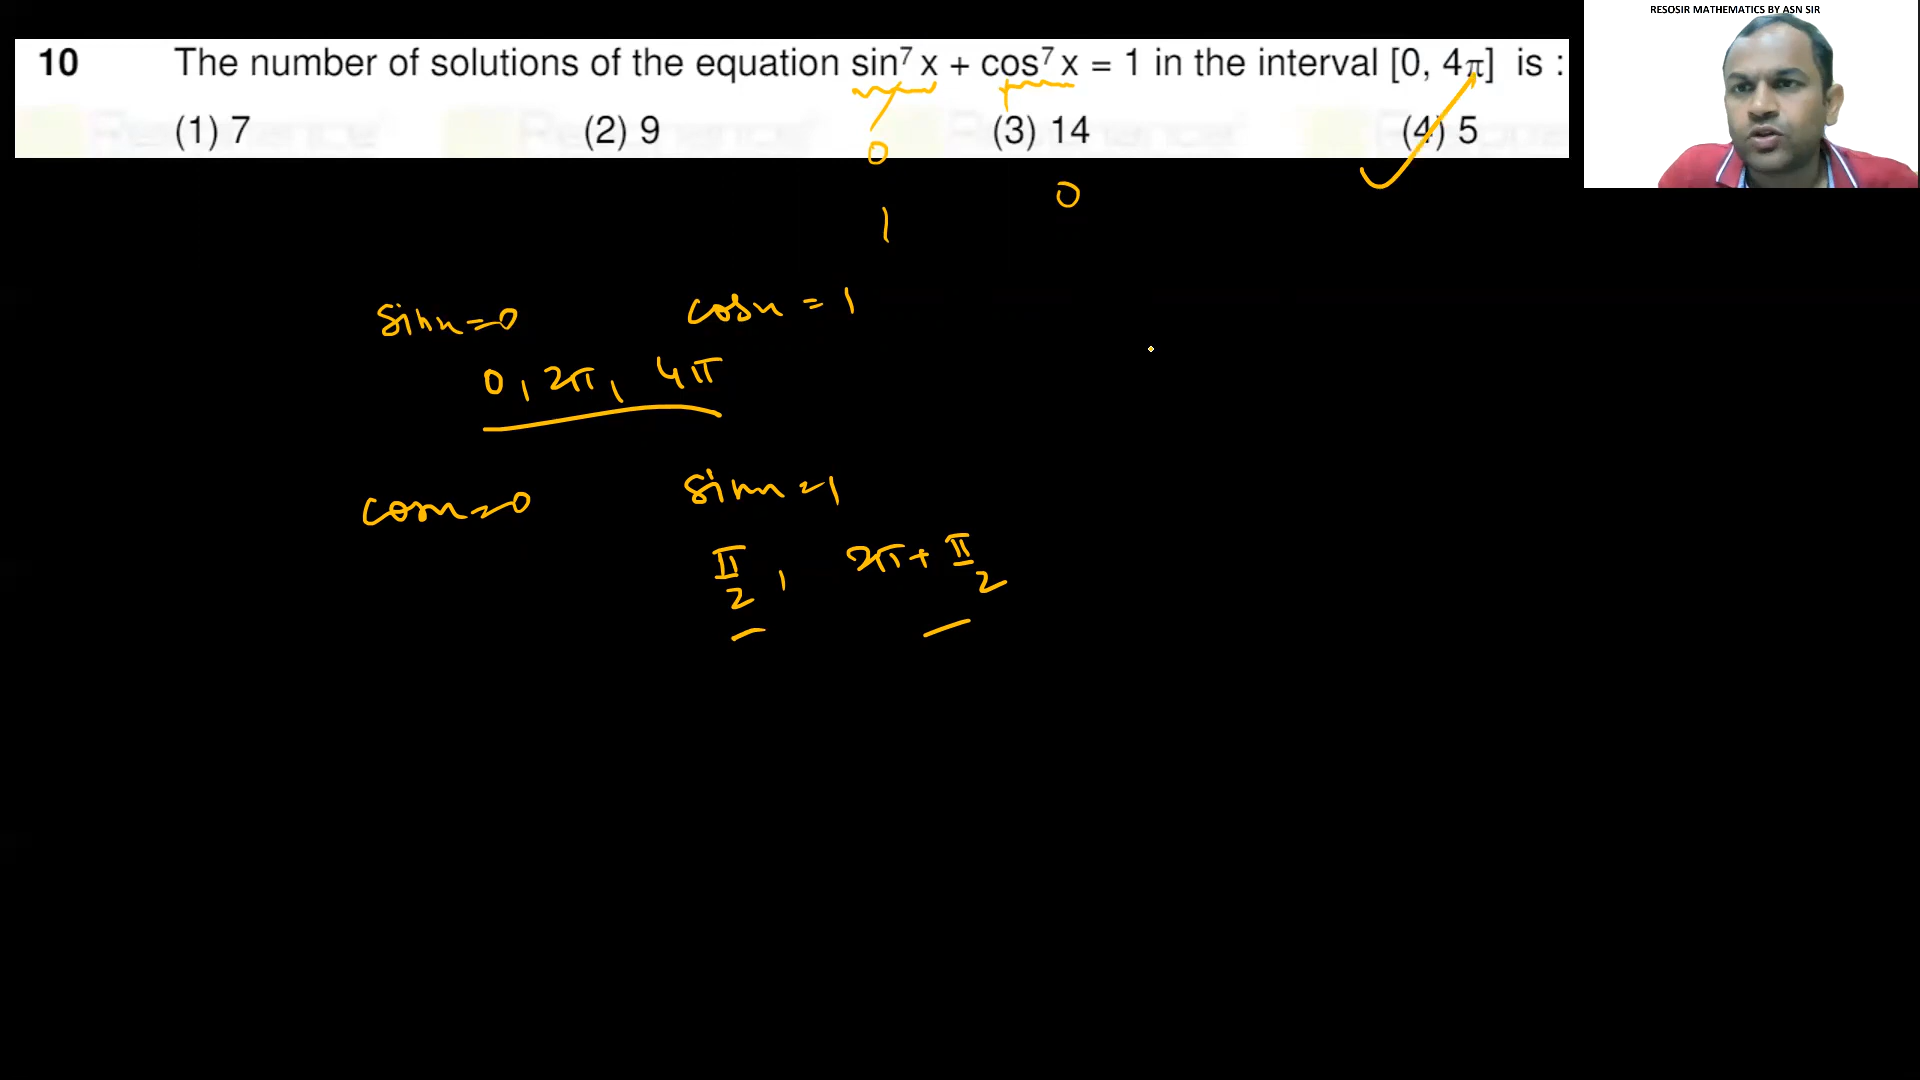 RESOSIR MATHEMATICS BY ASN SIR
10 The number of solutions of the equation sin⁷ x + cos⁷ x = 1 in the interval [0, 4π] is :
(1) 7 (2) 9 (3) 14 (4) 5
0
0
1
sinx=0 cosx = 1
0, 2π, 4π
cosx=0 sinx=1
π/2, 2π+π/2